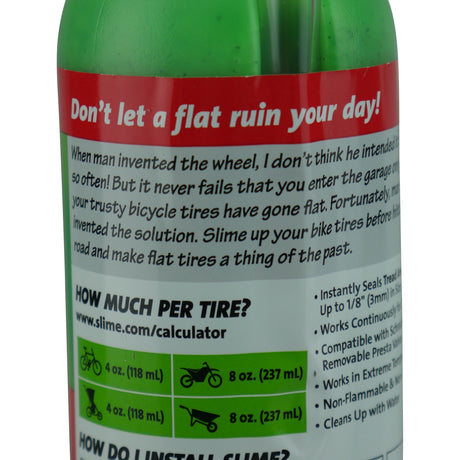 Don't let a flat ruin your day!
When man invented the wheel, I don't think he intended
so often! But it never fails that you enter the garage
your trusty bicycle tires have gone flat. Fortunately,
invented the solution. Slime up your bike tires before
road and make flat tires a thing of the past.
HOW MUCH PER TIRE?
www.slime.com/calculator
4 oz. (118 mL)
8 oz. (237 mL)
4 oz. (118 mL)
8 oz. (237 mL)
HOW DO I INSTALL SLIME?
• Instantly Seals Tread
Up to 1/8" (3mm) in
• Works Continuously
• Compatible with
Removable Presta
• Works in Extreme
• Non-Flammable &
• Cleans Up with Water